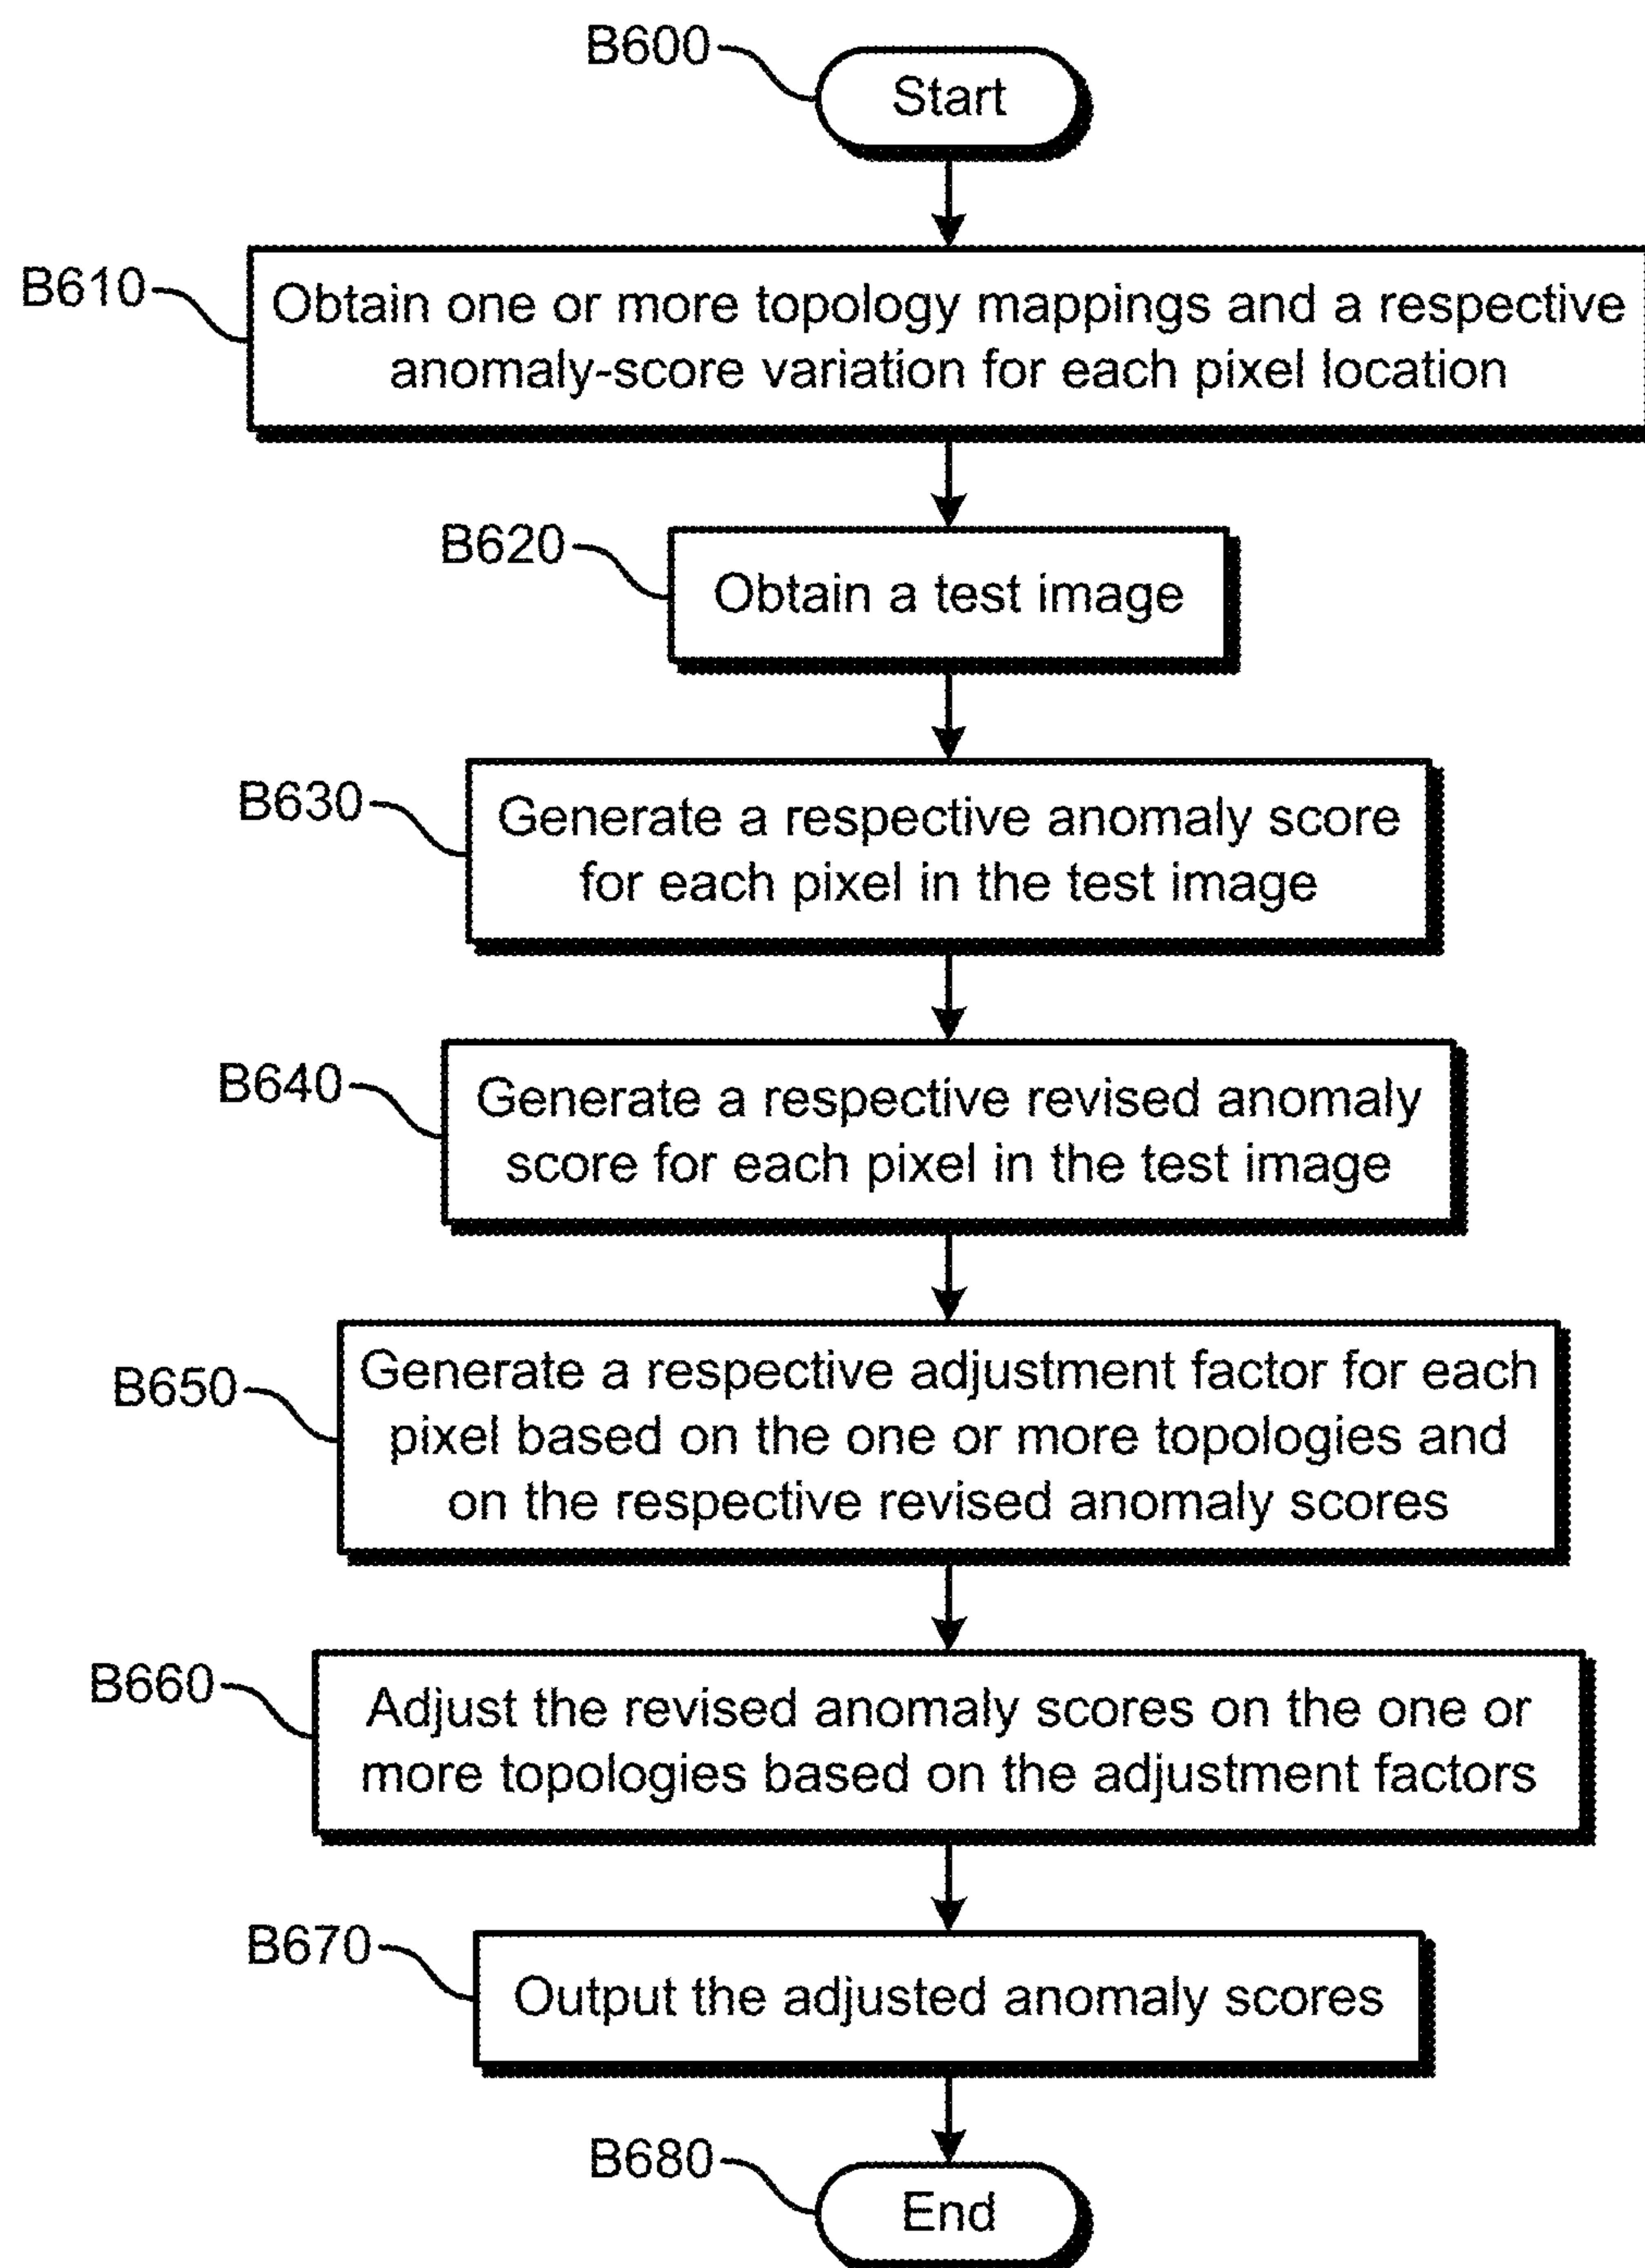 B600
Start
B610
Obtain one or more topology mappings and a respective
anomaly-score variation for each pixel location
B620
Obtain a test image
B630
Generate a respective anomaly score
for each pixel in the test image
B640
Generate a respective revised anomaly
score for each pixel in the test image
B650
Generate a respective adjustment factor for each
pixel based on the one or more topologies and
on the respective revised anomaly scores
B660
Adjust the revised anomaly scores on the one or
more topologies based on the adjustment factors
B670
Output the adjusted anomaly scores
B680
End